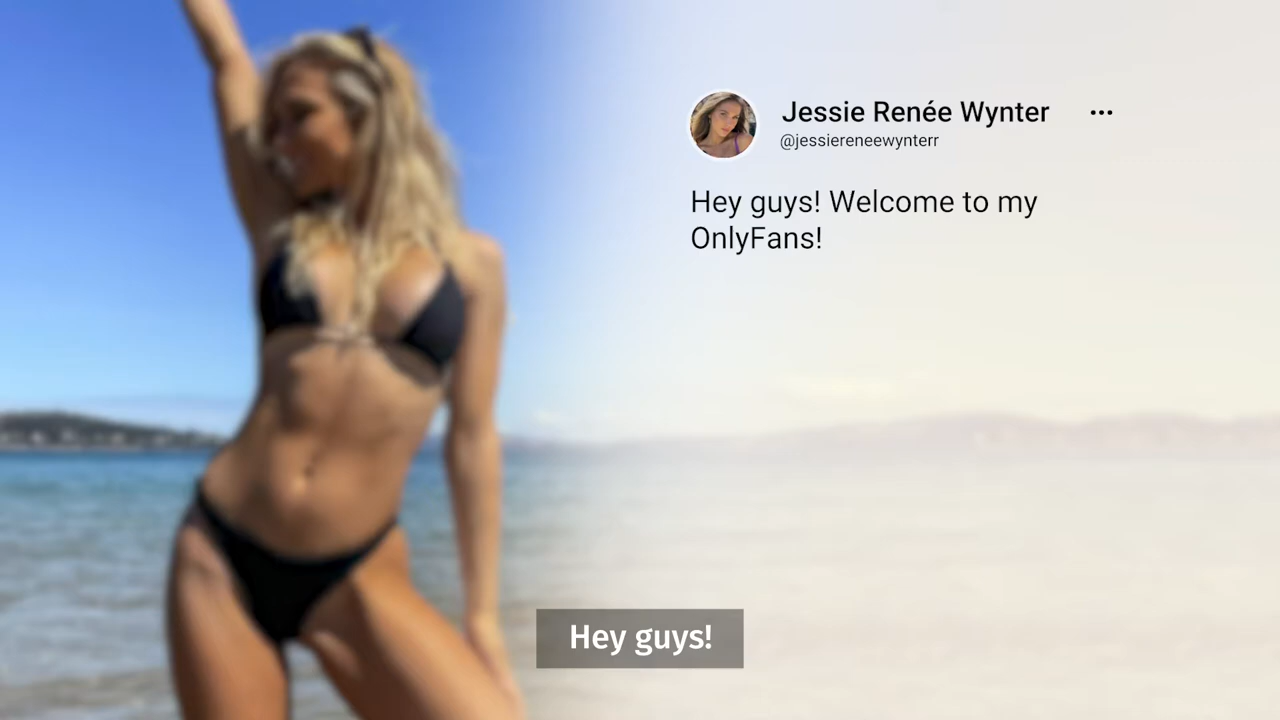 Jessie Renée Wynter
@jessiereneewynterr
Hey guys! Welcome to my
OnlyFans!
Hey guys!